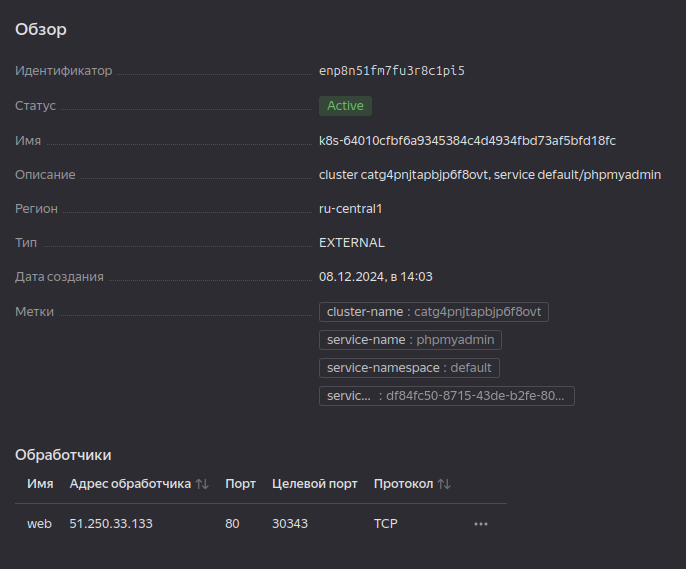 Обзор
Идентификатор enp8n51fm7fu3r8c1pi5
Статус Active
Имя k8s-64010cfbf6a9345384c4d4934fbd73af5bfd18fc
Описание cluster catg4pnjtapbjp6f8ovt, service default/phpmyadmin
Регион ru-central1
Тип EXTERNAL
Дата создания 08.12.2024, в 14:03
Метки cluster-name : catg4pnjtapbjp6f8ovt
service-name : phpmyadmin
service-namespace : default
servic... : df84fc50-8715-43de-b2fe-80...
Обработчики
Имя Адрес обработчика Порт Целевой порт Протокол
web 51.250.33.133 80 30343 TCP